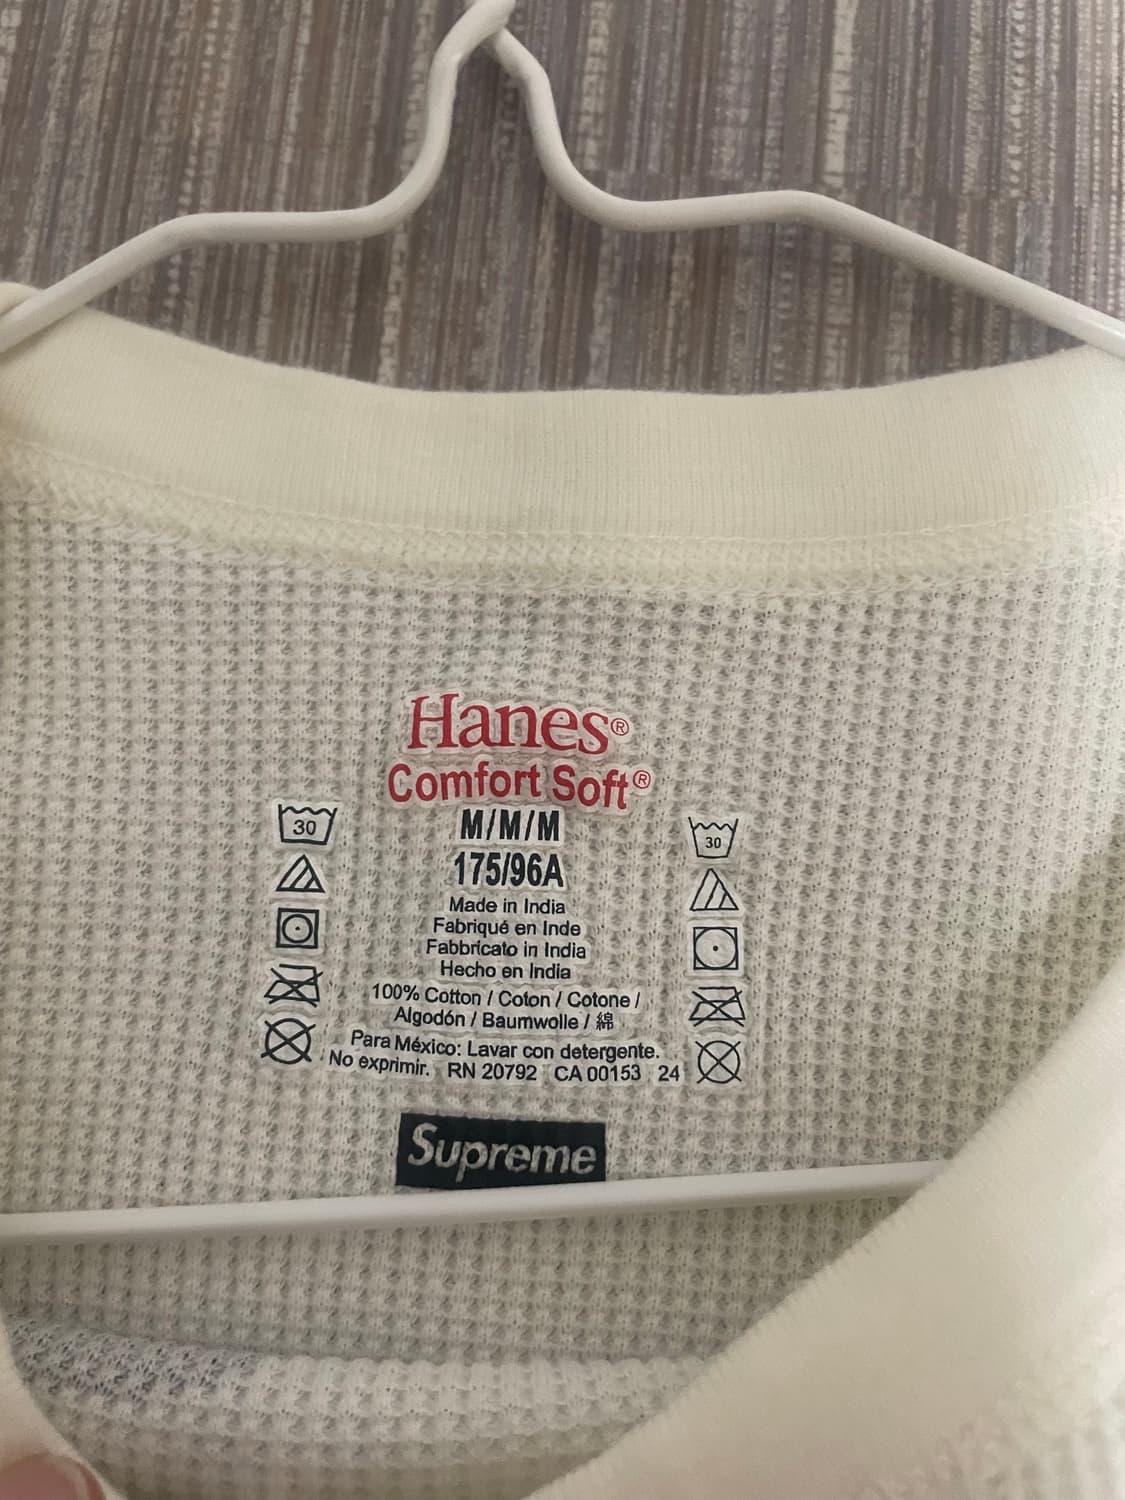 Hanes®
Comfort Soft®
30
M/M/M
30
175/96A
Made in India
Fabriqué en Inde
Fabbricato in India
Hecho en India
100% Cotton / Coton / Cotone /
Algodón / Baumwolle / 綿
Para México: Lavar con detergente.
No exprimir. RN 20792 CA 00153 24
Supreme